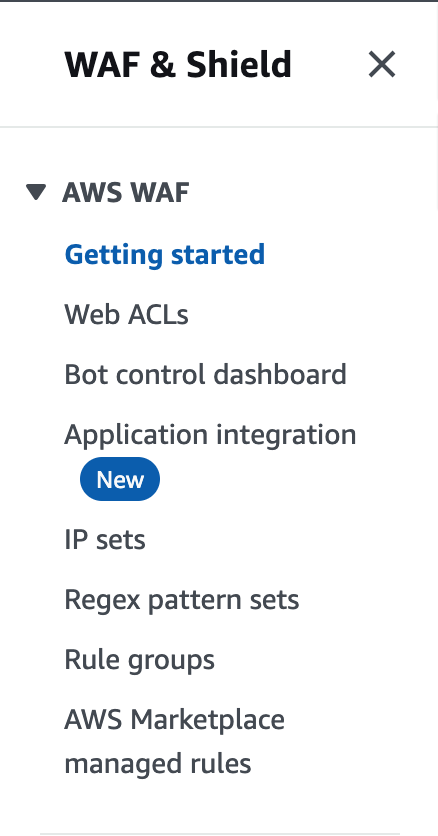 WAF & Shield
AWS WAF
Getting started
Web ACLs
Bot control dashboard
Application integration
New
IP sets
Regex pattern sets
Rule groups
AWS Marketplace
managed rules